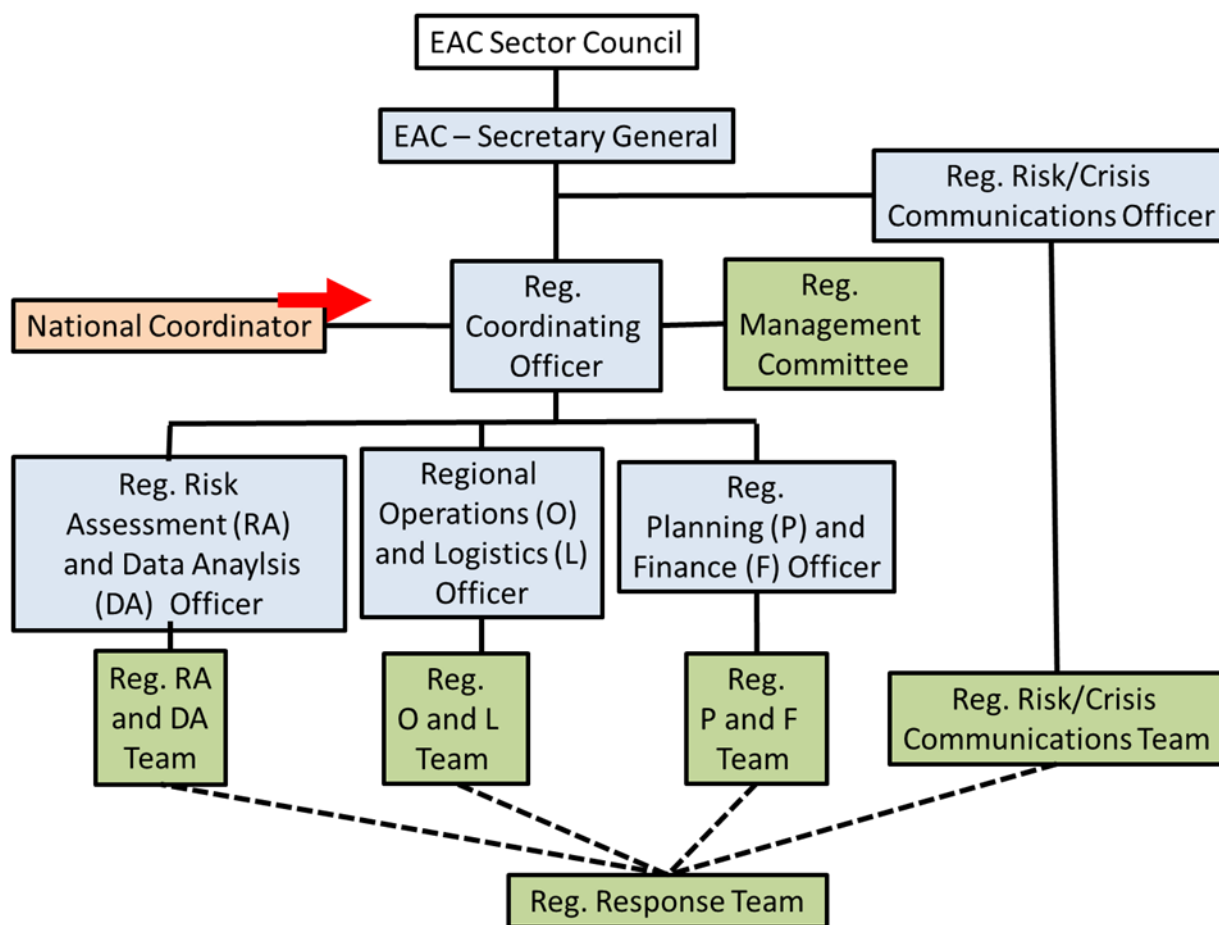 EAC Sector Council
EAC – Secretary General
Reg. Risk/Crisis
Communications Officer
National Coordinator
Reg.
Coordinating
Officer
Reg.
Management
Committee
Reg. Risk
Assessment (RA)
and Data Anaylsis
(DA) Officer
Regional
Operations (O)
and Logistics (L)
Officer
Reg.
Planning (P) and
Finance (F) Officer
Reg. RA
and DA
Team
Reg.
O and L
Team
Reg.
P and F
Team
Reg. Risk/Crisis
Communications Team
Reg. Response Team